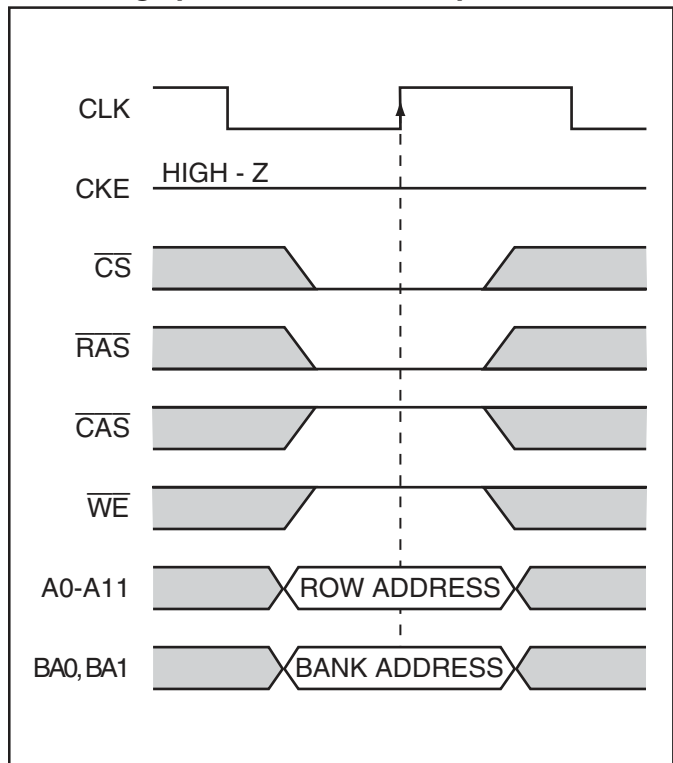 CLK
CKE HIGH - Z
CS
RAS
CAS
WE
A0-A11 ROW ADDRESS
BA0, BA1 BANK ADDRESS